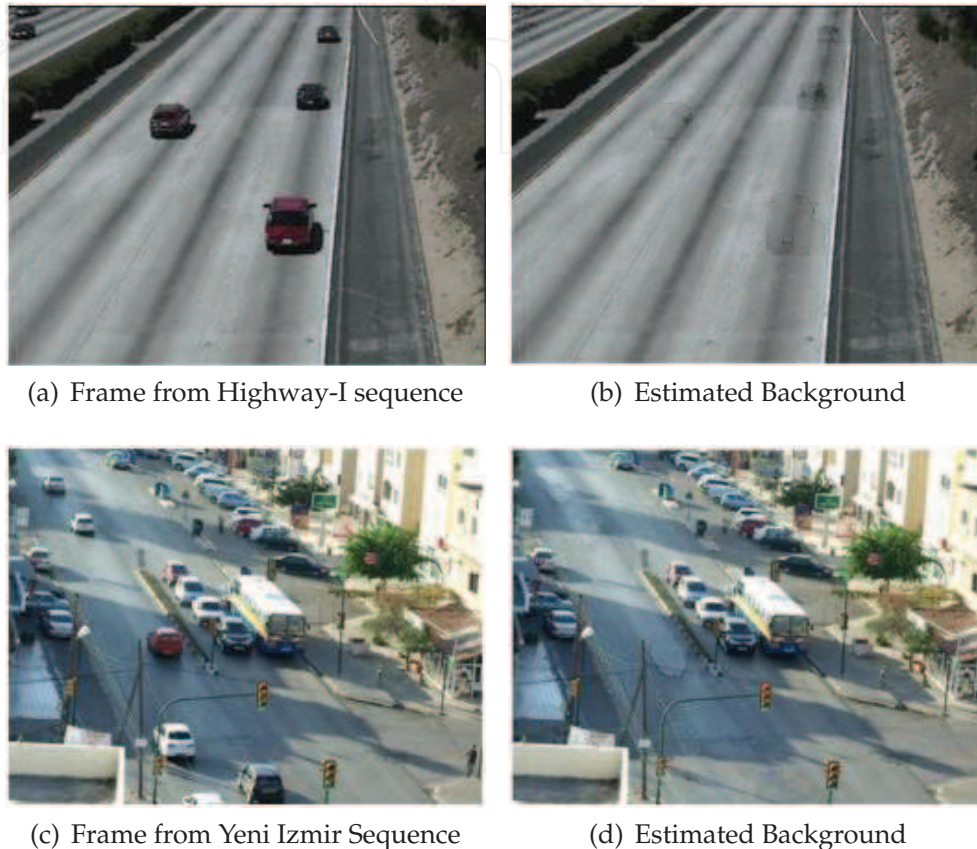 (a) Frame from Highway-I sequence
(b) Estimated Background
(c) Frame from Yeni Izmir Sequence
(d) Estimated Background